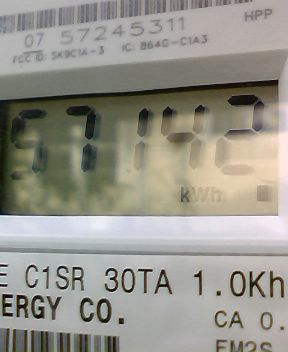 HPP
07 57245311
FCC ID: SK9C1A-3 IC: 864G-C1A3
57142
kWh
E C1SR 30TA 1.0Kh
ERGY CO.
CA 0.
FM2S